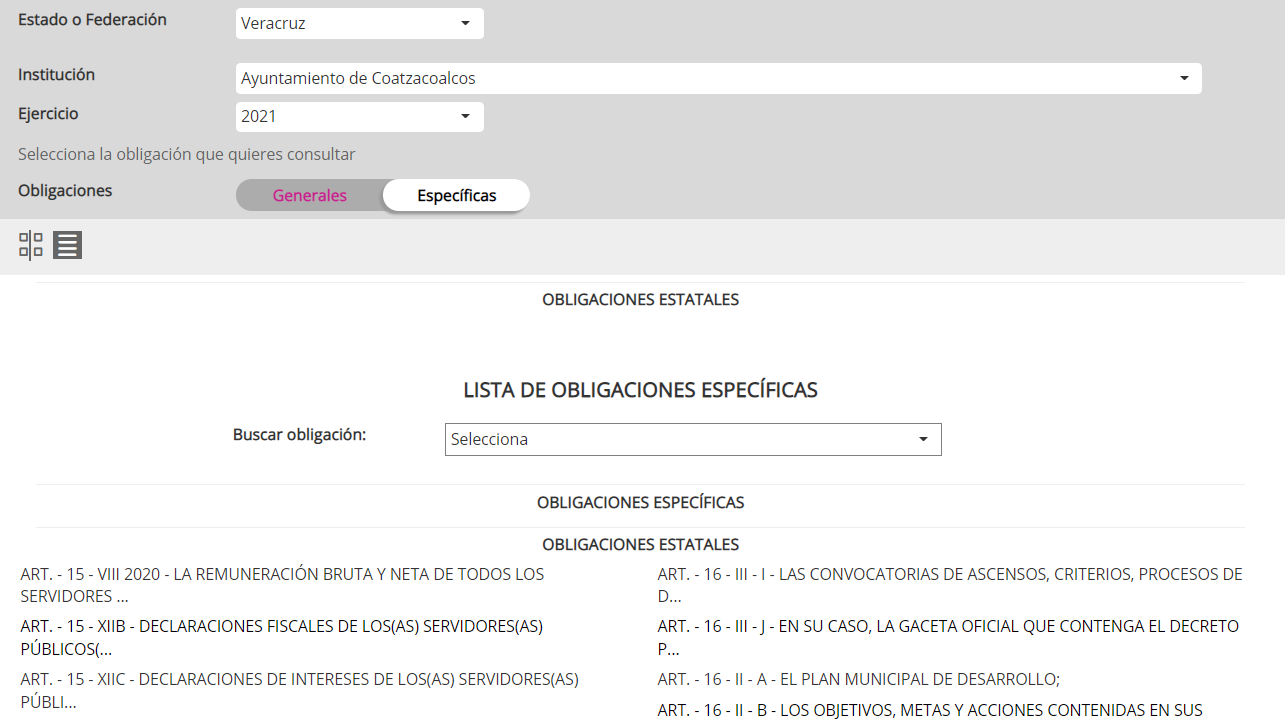 Estado o Federación
Veracruz
Institución
Ayuntamiento de Coatzacoalcos
Ejercicio
2021
Selecciona la obligación que quieres consultar
Obligaciones
Generales
Específicas
OBLIGACIONES ESTATALES
LISTA DE OBLIGACIONES ESPECÍFICAS
Buscar obligación:
Selecciona
OBLIGACIONES ESPECÍFICAS
OBLIGACIONES ESTATALES
ART. - 15 - VIII 2020 - LA REMUNERACIÓN BRUTA Y NETA DE TODOS LOS
SERVIDORES ...
ART. - 15 - XIIB - DECLARACIONES FISCALES DE LOS(AS) SERVIDORES(AS)
PÚBLICOS(...
ART. - 15 - XIIC - DECLARACIONES DE INTERESES DE LOS(AS) SERVIDORES(AS)
PÚBLI...
ART. - 16 - III - I - LAS CONVOCATORIAS DE ASCENSOS, CRITERIOS, PROCESOS DE
D...
ART. - 16 - III - J - EN SU CASO, LA GACETA OFICIAL QUE CONTENGA EL DECRETO
P...
ART. - 16 - II - A - EL PLAN MUNICIPAL DE DESARROLLO;
ART. - 16 - II - B - LOS OBJETIVOS, METAS Y ACCIONES CONTENIDAS EN SUS